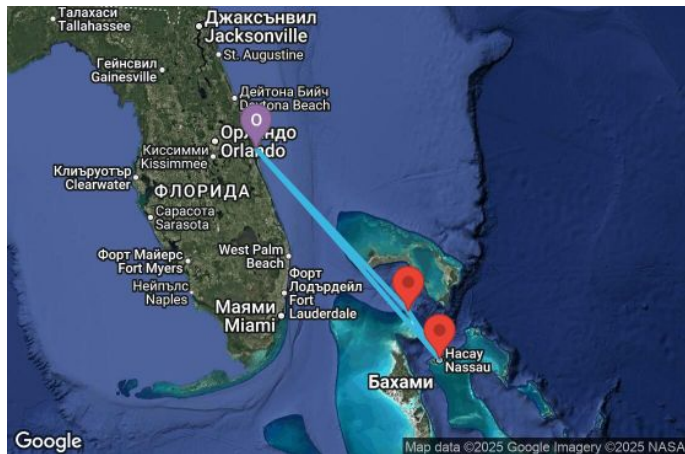 Талахаси
Tallahassee
Джаксънвил
Jacksonville
St. Augustine
Гейнсвил
Gainesville
Дейтона Бийч
Daytona Beach
O
Орландо
Orlando
Киссимми
Kissimmee
Клиъруотър
Clearwater
ФЛОРИДА
Сарасота
Sarasota
West Palm
Beach
Форт Майерс
Fort Myers
Форт
Лодърдейл
Fort
Lauderdale
Нейпълс
Naples
Маями
Miami
Насау
Nassau
Бахами
Google
Map data ©2025 Google Imagery ©2025 NASA